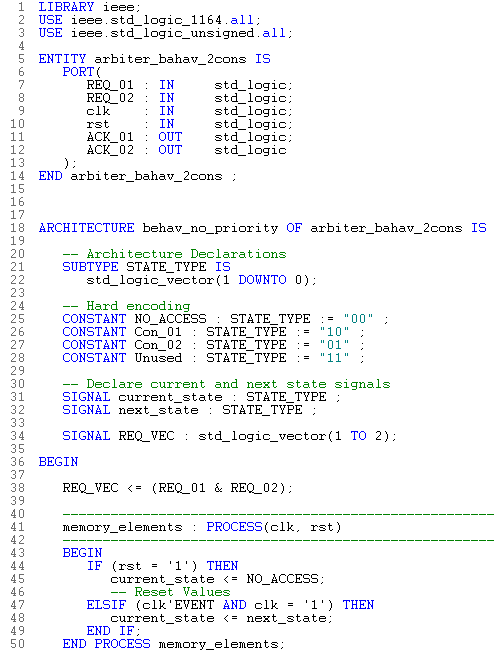 1 LIBRARY ieee;
2 USE ieee.std_logic_1164.all;
3 USE ieee.std_logic_unsigned.all;
4
5 ENTITY arbiter_bahav_2cons IS
6    PORT(
7       REQ_01 : IN     std_logic;
8       REQ_02 : IN     std_logic;
9       clk    : IN     std_logic;
10       rst    : IN     std_logic;
11       ACK_01 : OUT    std_logic;
12       ACK_02 : OUT    std_logic
13    );
14 END arbiter_bahav_2cons ;
15
16
17
18 ARCHITECTURE behav_no_priority OF arbiter_bahav_2cons IS
19
20    -- Architecture Declarations
21    SUBTYPE STATE_TYPE IS
22       std_logic_vector(1 DOWNTO 0);
23
24    -- Hard encoding
25    CONSTANT NO_ACCESS : STATE_TYPE := "00" ;
26    CONSTANT Con_01 : STATE_TYPE := "10" ;
27    CONSTANT Con_02 : STATE_TYPE := "01" ;
28    CONSTANT Unused : STATE_TYPE := "11" ;
29
30    -- Declare current and next state signals
31    SIGNAL current_state : STATE_TYPE ;
32    SIGNAL next_state : STATE_TYPE ;
33
34    SIGNAL REQ_VEC : std_logic_vector(1 TO 2);
35
36 BEGIN
37
38    REQ_VEC <= (REQ_01 & REQ_02);
39
40    ------------------------------------------------------
41    memory_elements : PROCESS(clk, rst)
42    ------------------------------------------------------
43    BEGIN
44       IF (rst = '1') THEN
45          current_state <= NO_ACCESS;
46          -- Reset Values
47       ELSIF (clk'EVENT AND clk = '1') THEN
48          current_state <= next_state;
49       END IF;
50    END PROCESS memory_elements;